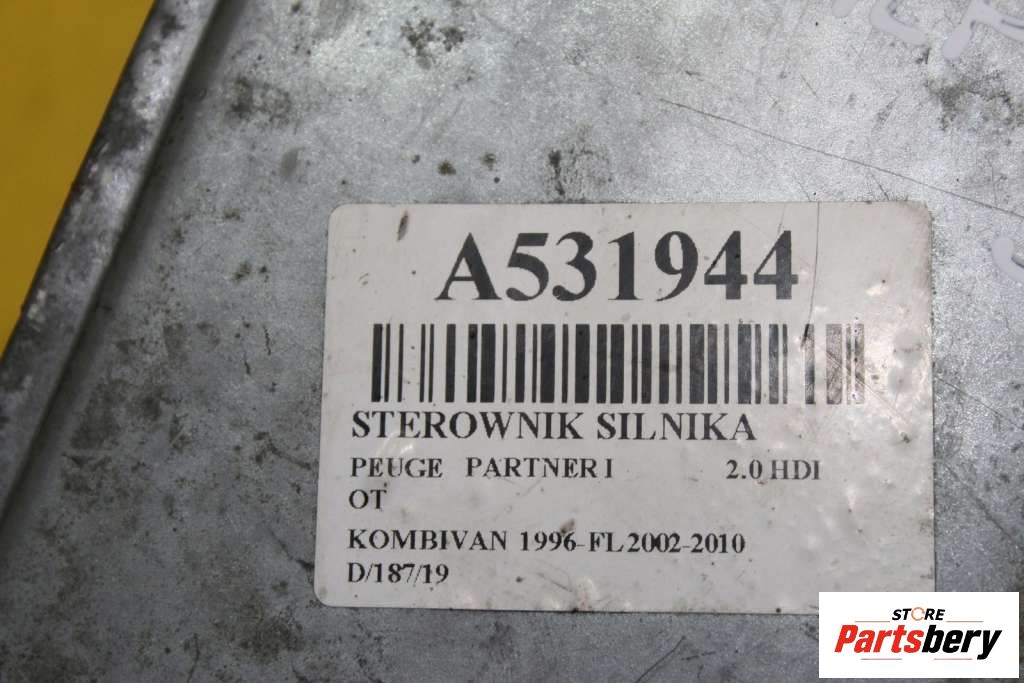 A531944
STEROWNIK SILNIKA
PEUGE PARTNER I 2.0 HDI
OT
KOMBIVAN 1996-FL2002-2010
D/187/19
STORE
Partsbery